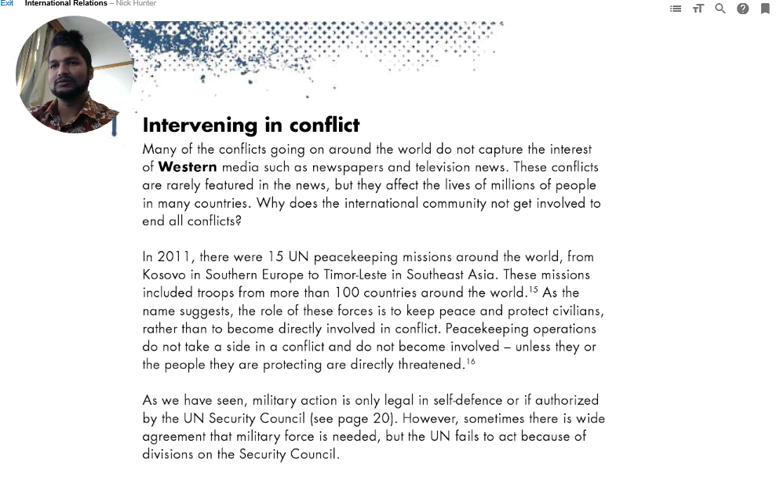 Exit International Relations – Nick Hunter
Intervening in conflict
Many of the conflicts going on around the world do not capture the interest
of Western media such as newspapers and television news. These conflicts
are rarely featured in the news, but they affect the lives of millions of people
in many countries. Why does the international community not get involved to
end all conflicts?
In 2011, there were 15 UN peacekeeping missions around the world, from
Kosovo in Southern Europe to Timor-Leste in Southeast Asia. These missions
included troops from more than 100 countries around the world.¹⁵ As the
name suggests, the role of these forces is to keep peace and protect civilians,
rather than to become directly involved in conflict. Peacekeeping operations
do not take a side in a conflict and do not become involved – unless they or
the people they are protecting are directly threatened.¹⁶
As we have seen, military action is only legal in self-defence or if authorized
by the UN Security Council (see page 20). However, sometimes there is wide
agreement that military force is needed, but the UN fails to act because of
divisions on the Security Council.